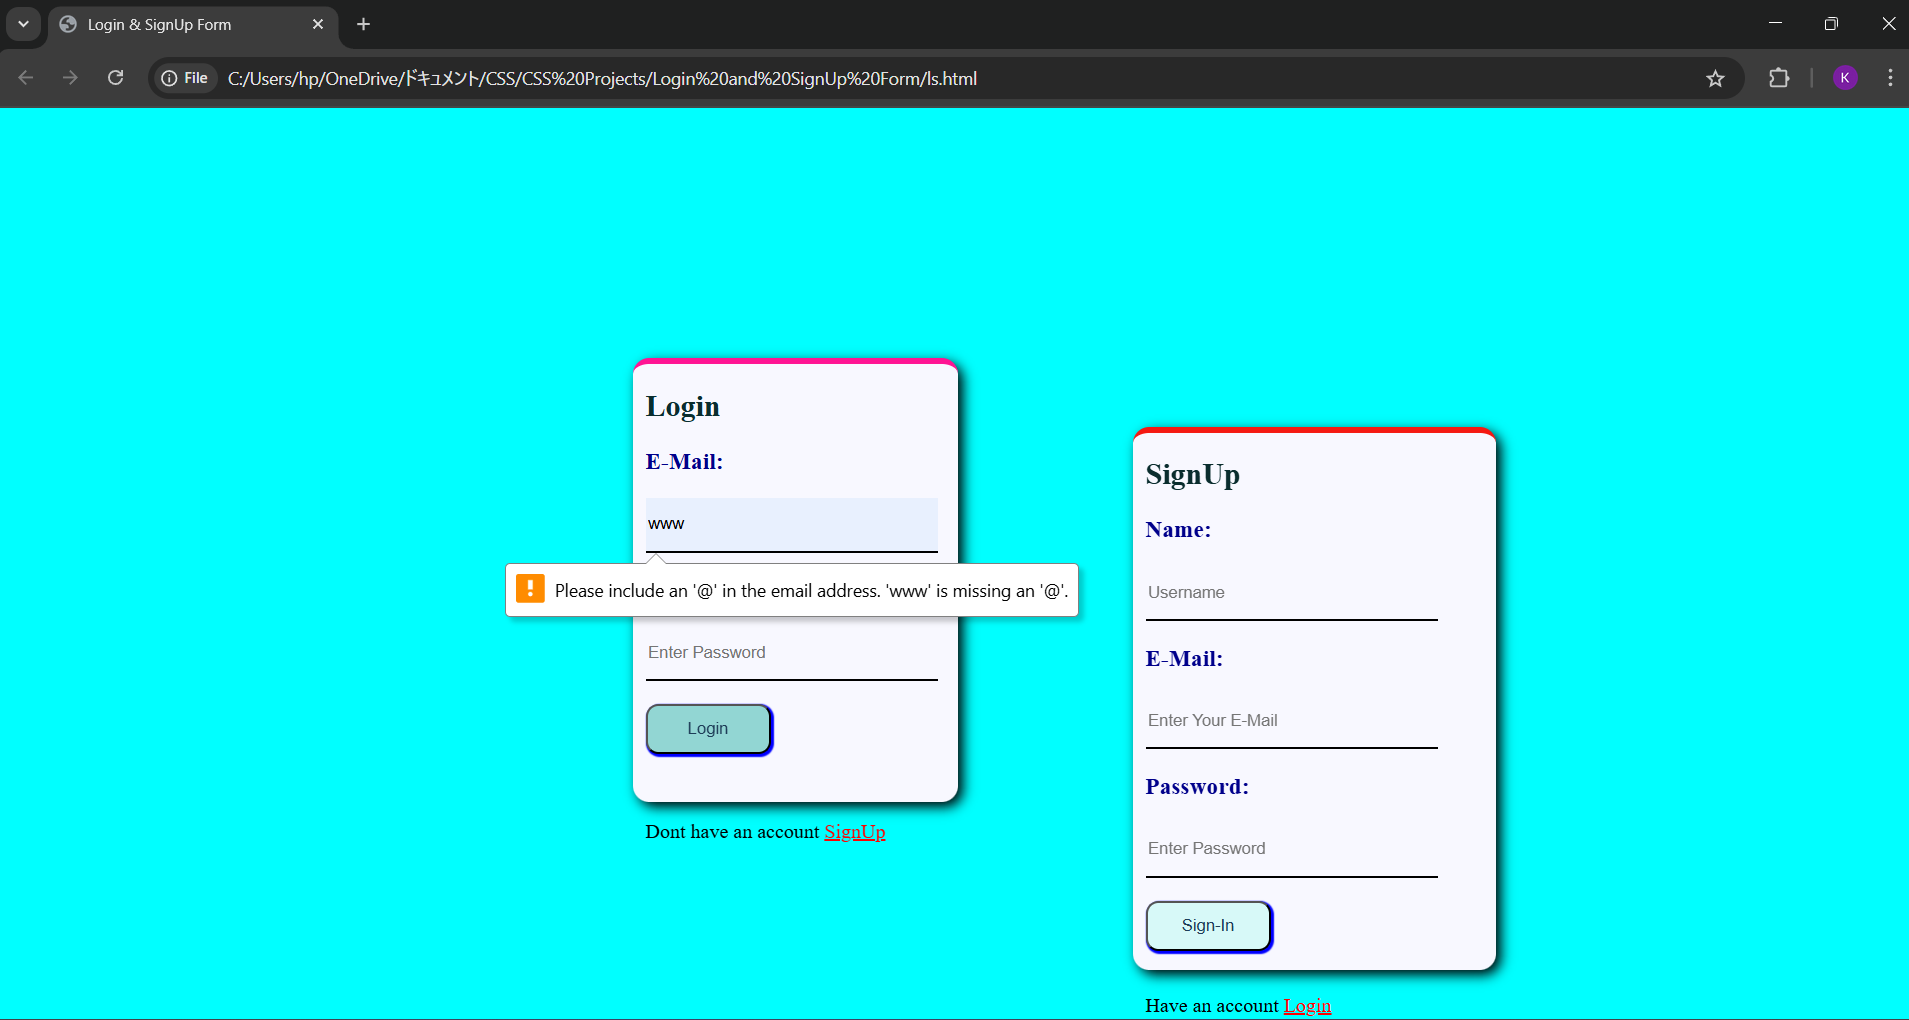 Login & SignUp Form
File
C:/Users/hp/OneDrive/ドキュメント/CSS/CSS%20Projects/Login%20and%20SignUp%20Form/ls.html
K
Login
E-Mail:
www
Please include an '@' in the email address. 'www' is missing an '@'.
Enter Password
Login
Dont have an account SignUp
SignUp
Name:
Username
E-Mail:
Enter Your E-Mail
Password:
Enter Password
Sign-In
Have an account Login